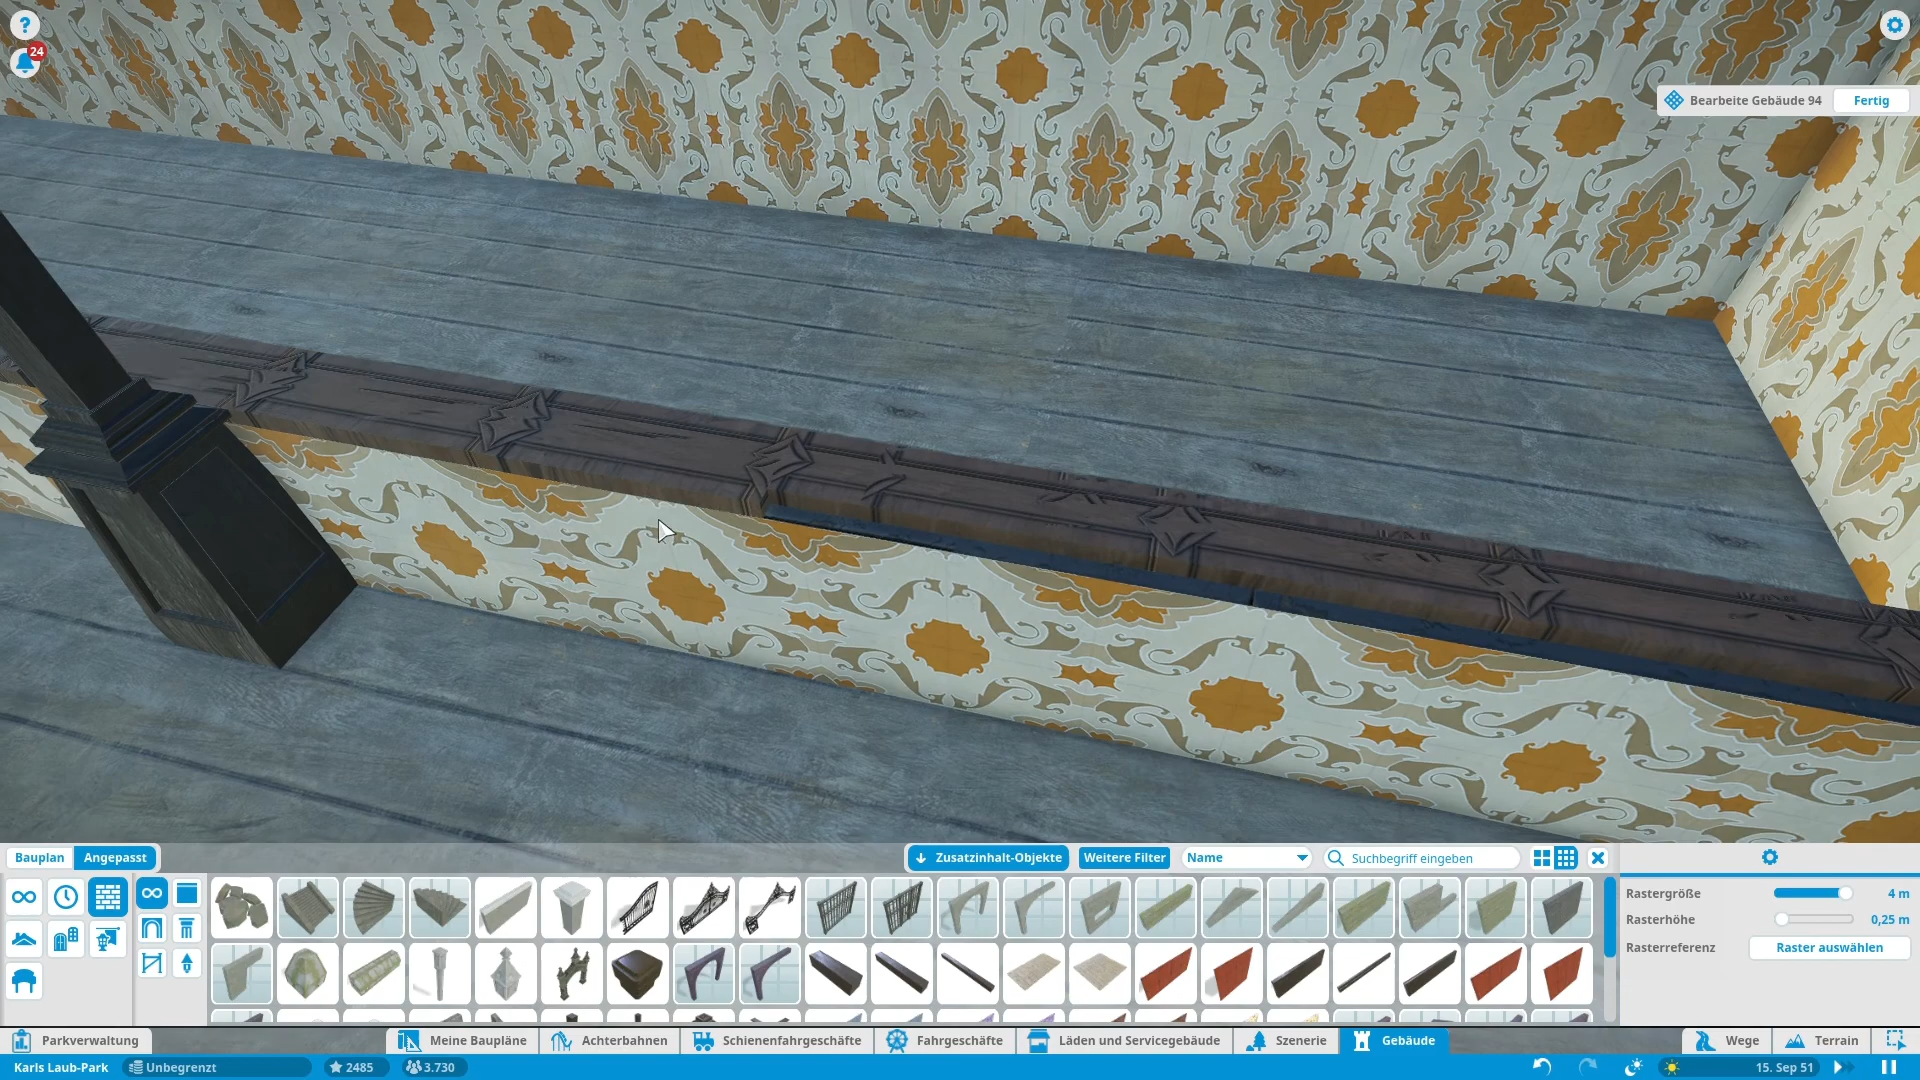 ?
24
Bearbeite Gebäude 94
Fertig
Bauplan
Angepasst
Zusatzinhalt-Objekte
Weitere Filter
Name
Suchbegriff eingeben
Rastergröße
4 m
Rasterhöhe
0,25 m
Rasterreferenz
Raster auswählen
Parkverwaltung
Meine Baupläne
Achterbahnen
Schienenfahrgeschäfte
Fahrgeschäfte
Läden und Servicegebäude
Szenerie
Gebäude
Wege
Terrain
Karls Laub-Park
Unbegrenzt
2485
3.730
15. Sep 51